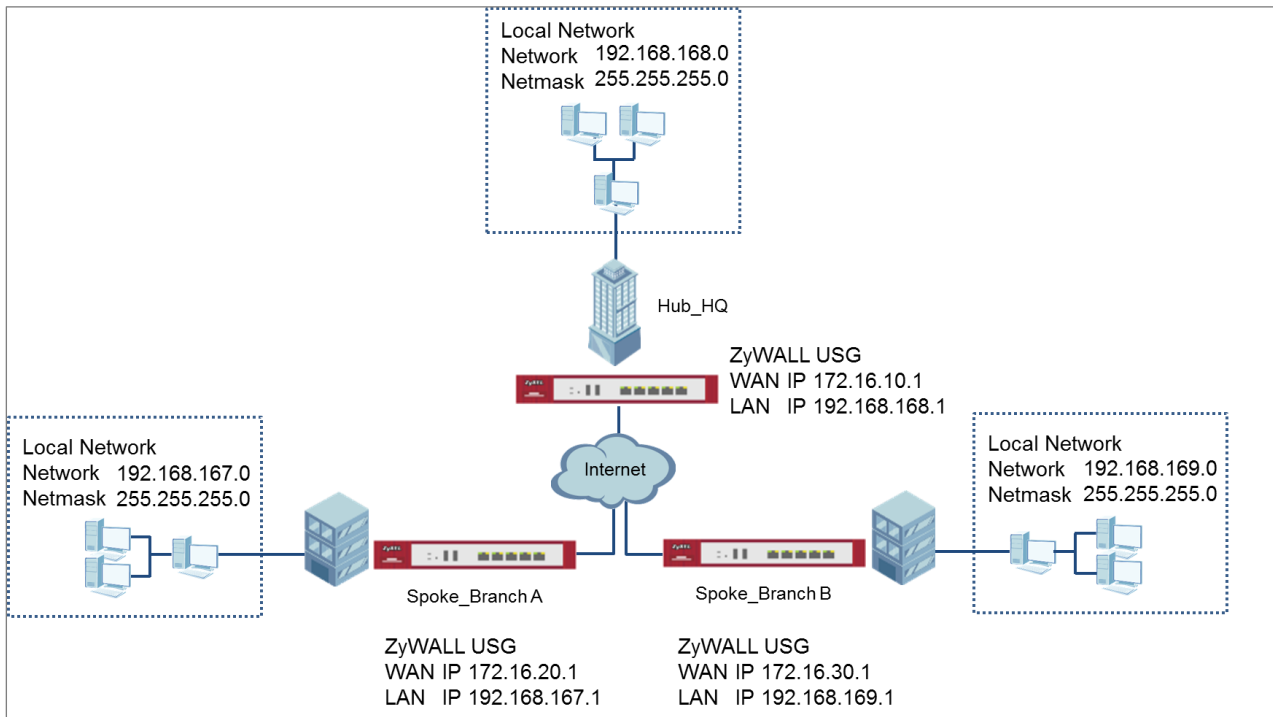 Local Network
Network 192.168.168.0
Netmask 255.255.255.0
Hub_HQ
ZyWALL USG
WAN IP 172.16.10.1
LAN IP 192.168.168.1
ZyXEL
Internet
Local Network
Network 192.168.167.0
Netmask 255.255.255.0
ZyXEL
Spoke_Branch A
ZyWALL USG
WAN IP 172.16.20.1
LAN IP 192.168.167.1
ZyXEL
Spoke_Branch B
ZyWALL USG
WAN IP 172.16.30.1
LAN IP 192.168.169.1
Local Network
Network 192.168.169.0
Netmask 255.255.255.0